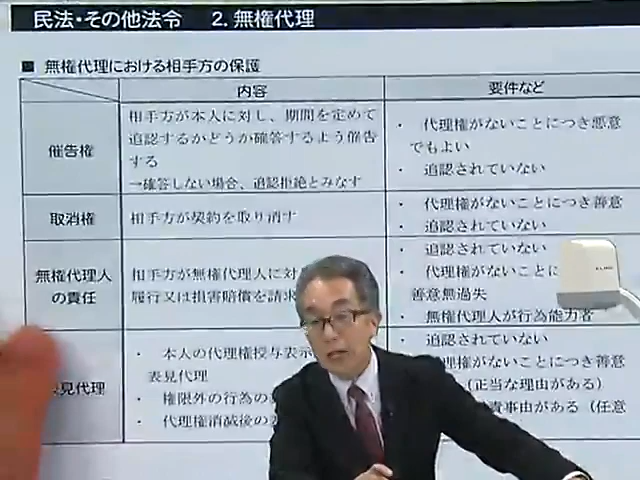 民法・その他法令 2. 無権代理
■ 無権代理における相手方の保護
内容
要件など
催告権
相手方が本人に対し、期間を定めて
追認するかどうか確答するよう催告
する
→確答しない場合、追認拒絶とみなす
・ 代理権がないことにつき悪意
でもよい
・ 追認されていない
取消権
相手方が契約を取り消す
・ 代理権がないことにつき善意
・ 追認されていない
無権代理人
の責任
相手方が無権代理人に対
履行又は損害賠償を請求
・ 追認されていない
・ 代理権がないことに
善意無過失
・ 無権代理人が行為能力者
見代理
・ 本人の代理権授与表示
表見代理
・ 権限外の行為の
・ 代理権消滅後の
・ 追認されていない
理権がないことにつき善意
(正当な理由がある)
責事由がある(任意